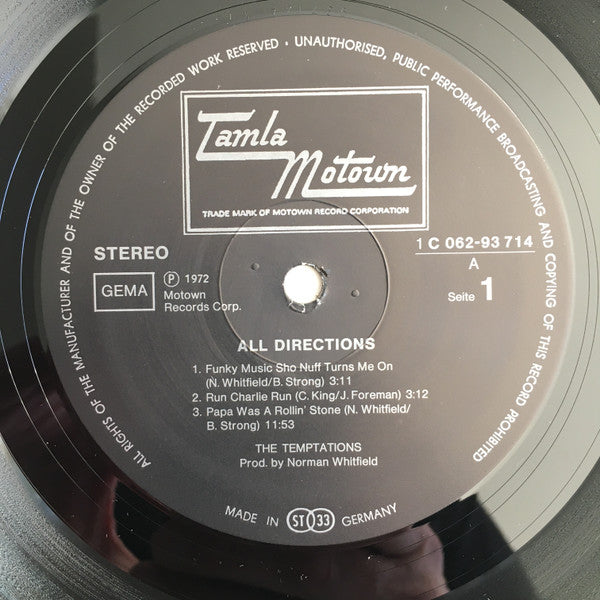 ALL RIGHTS OF THE MANUFACTURER AND OF THE OWNER OF THE RECORDED WORK RESERVED · UNAUTHORISED, PUBLIC PERFORMANCE BROADCASTING AND COPYING OF THIS RECORD PROHIBITED
Tamla
Motown
TRADE MARK OF MOTOWN RECORD CORPORATION
STEREO
GEMA
℗ 1972
Motown
Records Corp.
1 C 062-93 714
A
Seite 1
ALL DIRECTIONS
1. Funky Music Sho Nuff Turns Me On
(N. Whitfield/B. Strong) 3:11
2. Run Charlie Run (C. King/J. Foreman) 3:12
3. Papa Was A Rollin' Stone (N. Whitfield/
B. Strong) 11:53
THE TEMPTATIONS
Prod. by Norman Whitfield
MADE IN ST 33 GERMANY